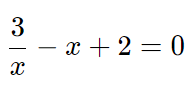 3/x − x + 2 = 0